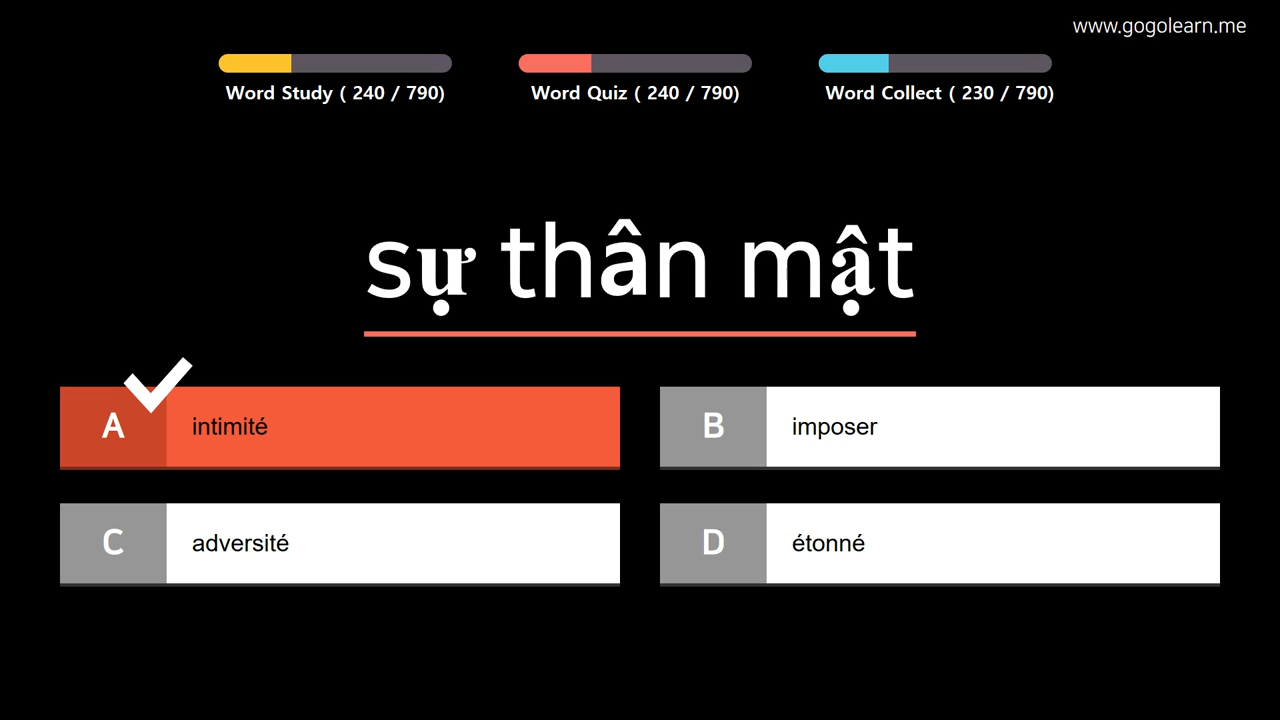 www.gogolearn.me
Word Study ( 240 / 790)
Word Quiz ( 240 / 790)
Word Collect ( 230 / 790)
sự thân mật
A intimité
B imposer
C adversité
D étonné